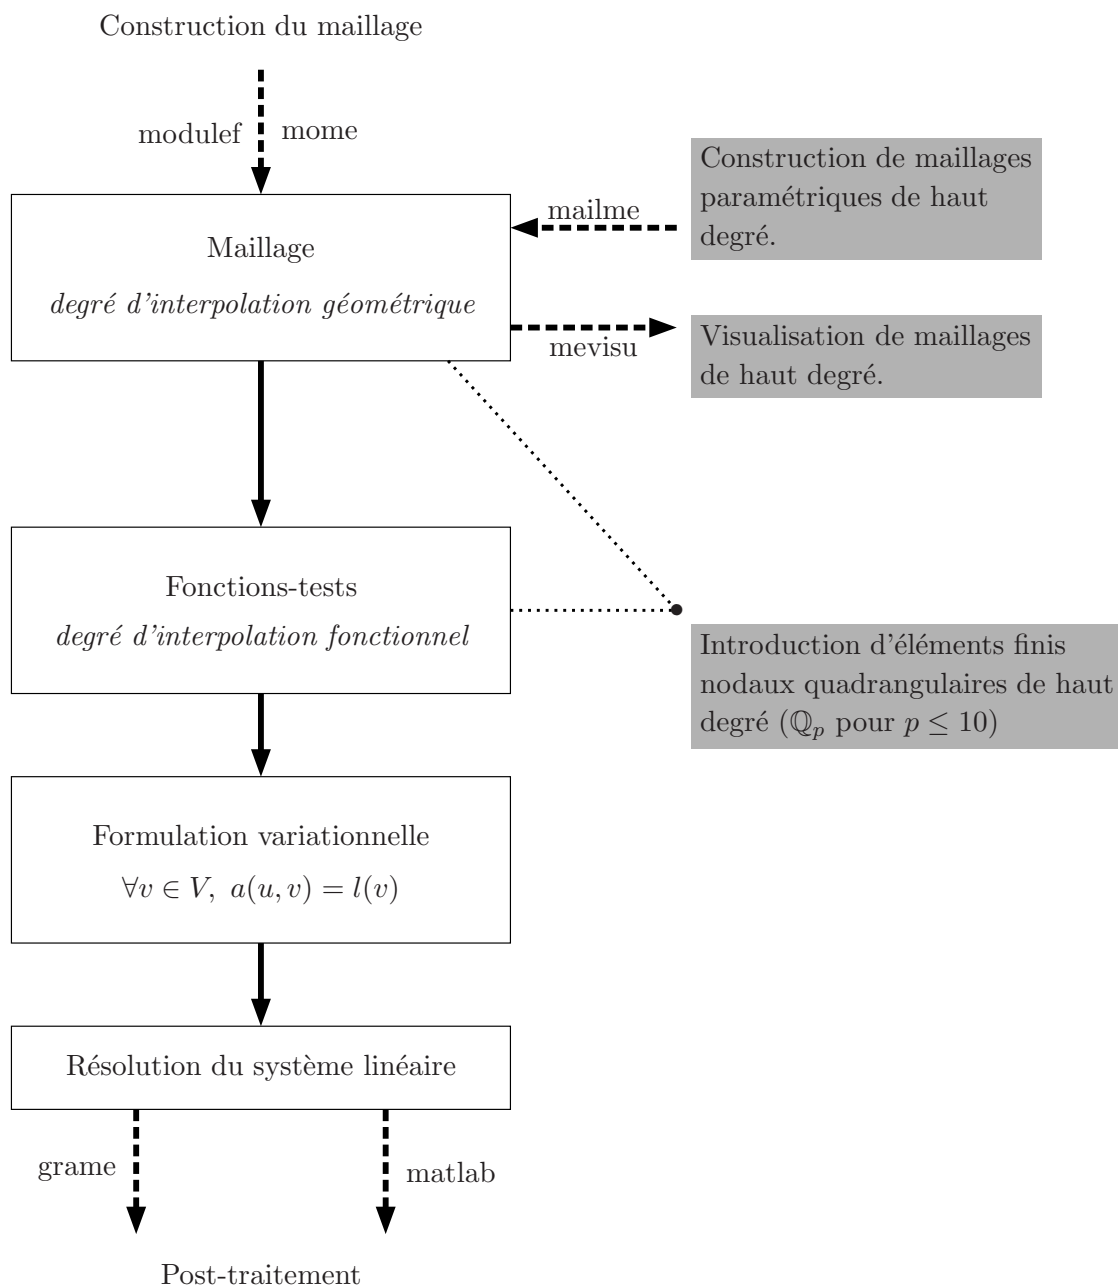 Construction du maillage
modulef
mome
Maillage
degré d'interpolation géométrique
mailme
Construction de maillages
paramétriques de haut
degré.
mevisu
Visualisation de maillages
de haut degré.
Fonctions-tests
degré d'interpolation fonctionnel
Introduction d'éléments finis
nodaux quadrangulaires de haut
degré (ℚₚ pour p ≤ 10)
Formulation variationnelle
∀v ∈ V, a(u, v) = l(v)
Résolution du système linéaire
grame
matlab
Post-traitement